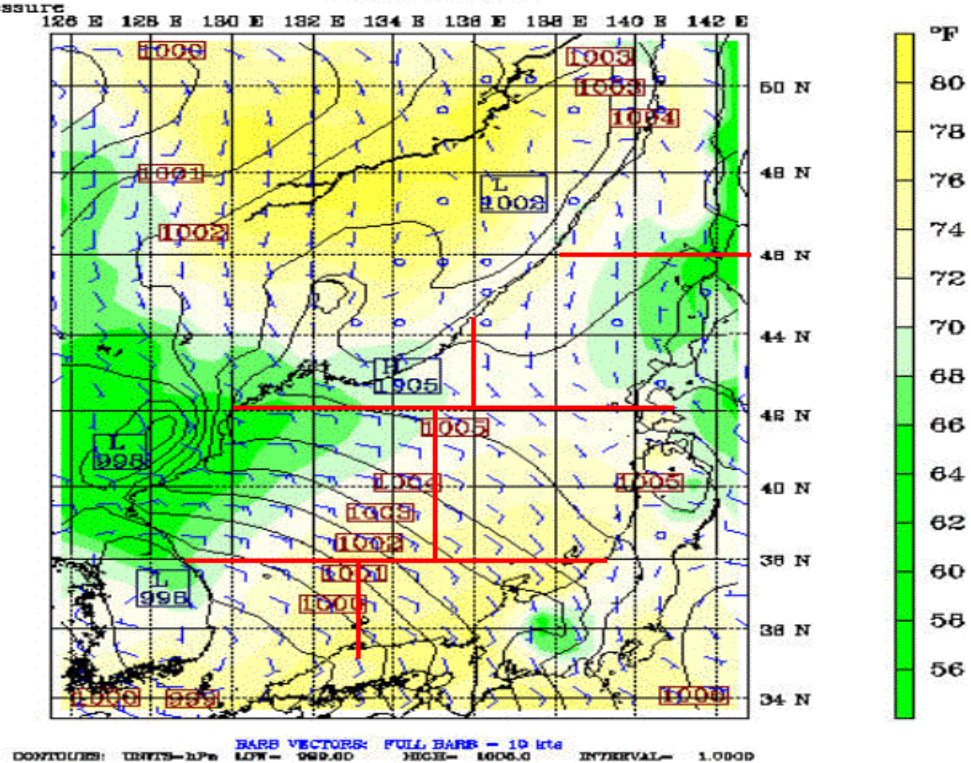 essure
126 E 128 E 130 E 132 E 134 E 136 E 138 E 140 E 142 E
°F
1000
1003
50 N
80
1003
1004
78
1001
48 N
76
L
1002
1002
74
46 N
72
44 N
70
H
1005
68
42 N
1005
66
L
998
64
1004
1005
40 N
1003
62
1002
38 N
1001
60
L
998
1000
58
36 N
56
1000
999
1000
34 N
BARB VECTORS: FULL BARB = 10 kts
CONTOURS: UNITS=hPa LOW= 999.00 HIGH= 1006.0 INTERVAL= 1.0000